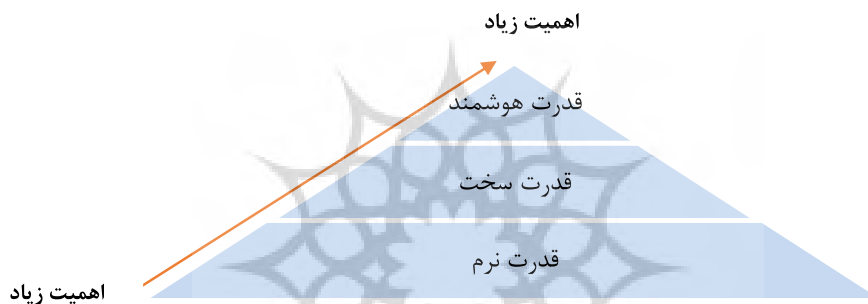 اهمیت زیاد
قدرت هوشمند
قدرت سخت
قدرت نرم
اهمیت زیاد